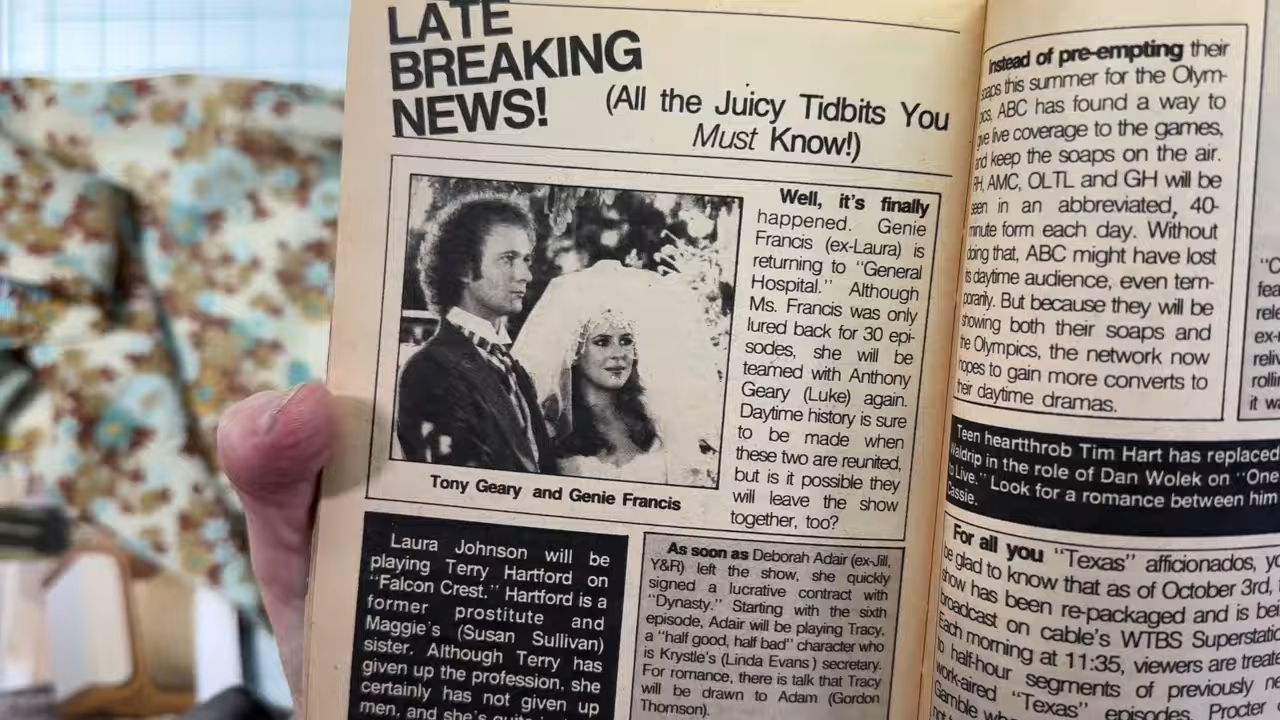 LATE
BREAKING
NEWS!
(All the Juicy Tidbits You
Must Know!)
Well, it's finally
happened. Genie
Francis (ex-Laura) is
returning to "General
Hospital." Although
Ms. Francis was only
lured back for 30 epi-
sodes, she will be
teamed with Anthony
Geary (Luke) again.
Daytime history is sure
to be made when
these two are reunited,
but is it possible they
will leave the show
together, too?
Tony Geary and Genie Francis
Laura Johnson will be
playing Terry Hartford on
"Falcon Crest." Hartford is a
former prostitute and
Maggie's (Susan Sullivan)
sister. Although Terry has
given up the profession, she
certainly has not given up
men, and she's quite
As soon as Deborah Adair (ex-Jill,
Y&R) left the show, she quickly
signed a lucrative contract with
"Dynasty." Starting with the sixth
episode, Adair will be playing Tracy,
a "half good, half bad" character who
is Krystle's (Linda Evans) secretary.
For romance, there is talk that Tracy
will be drawn to Adam (Gordon
Thomson).
Instead of pre-empting their
soaps this summer for the Olym-
pics, ABC has found a way to
give live coverage to the games,
and keep the soaps on the air.
RH, AMC, OLTL and GH will be
seen in an abbreviated, 40-
minute form each day. Without
doing that, ABC might have lost
its daytime audience, even tem-
porarily. But because they will be
showing both their soaps and
the Olympics, the network now
hopes to gain more converts to
their daytime dramas.
Teen heartthrob Tim Hart has replaced
Waldrip in the role of Dan Wolek on "One
to Live." Look for a romance between him
Cassie.
For all you "Texas" afficionados, you
be glad to know that as of October 3rd,
show has been re-packaged and is
broadcast on cable's WTBS
Each morning at 11:35, viewers are
half-hour segments of previously
"Texas" episodes. Procter
Gamble
it wa